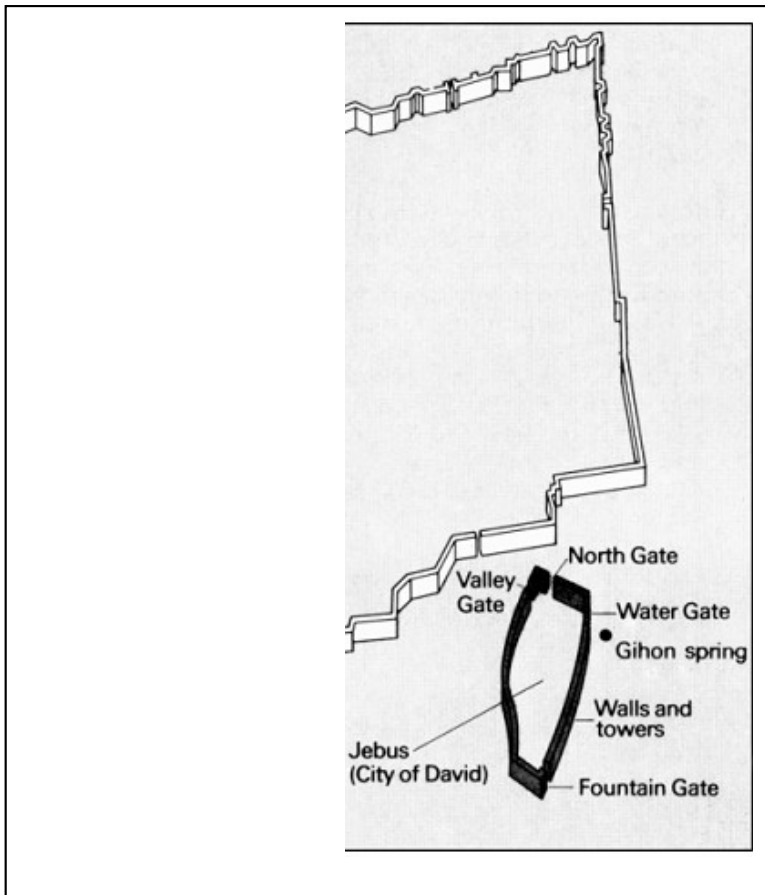 North Gate
Valley
Gate
Water Gate
Gihon spring
Walls and
towers
Jebus
(City of David)
Fountain Gate